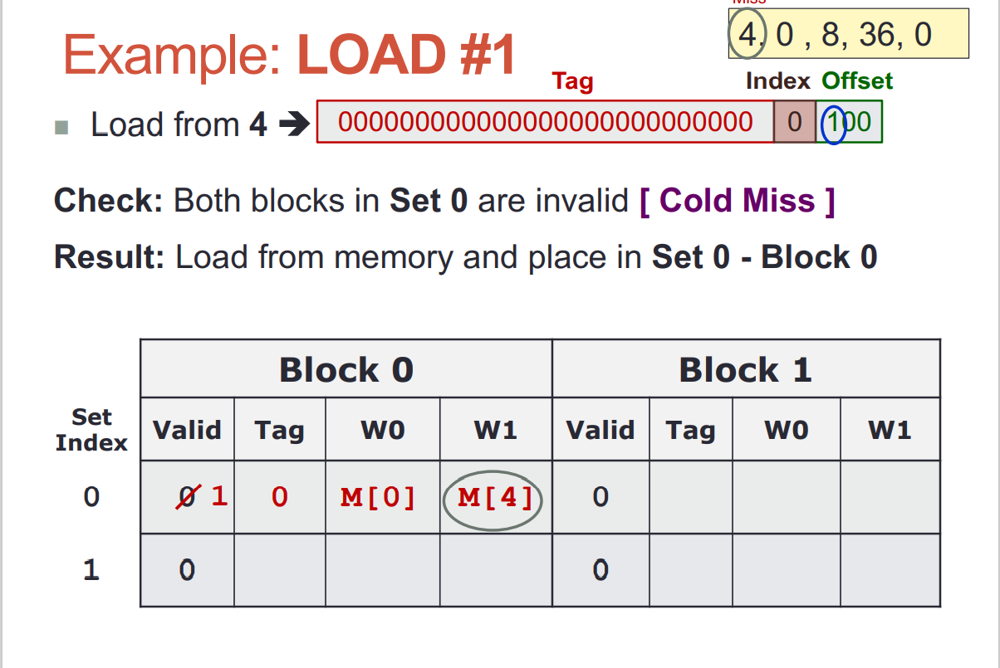 Miss
4, 0 , 8, 36, 0
Example: LOAD #1
Tag Index Offset
Load from 4 → 0000000000000000000000000000 0 100
Check: Both blocks in Set 0 are invalid [ Cold Miss ]
Result: Load from memory and place in Set 0 - Block 0
Block 0 Block 1
Set Index Valid Tag W0 W1 Valid Tag W0 W1
0 0 1 0 M[0] M[4] 0
1 0 0